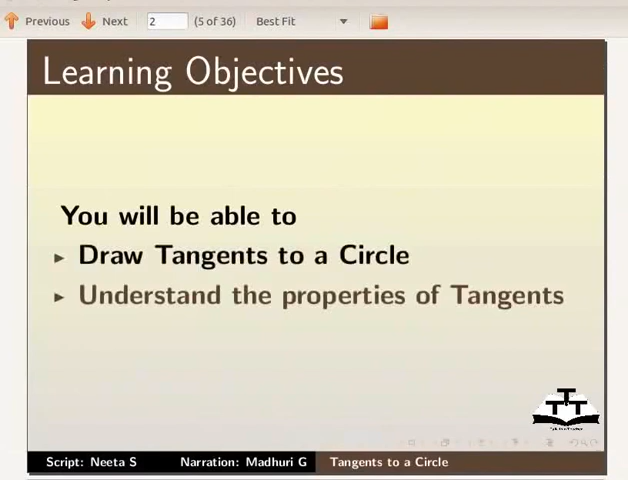 Previous Next 2 (5 of 36) Best Fit
Learning Objectives
You will be able to
Draw Tangents to a Circle
Understand the properties of Tangents
TTT
Script: Neeta S Narration: Madhuri G Tangents to a Circle